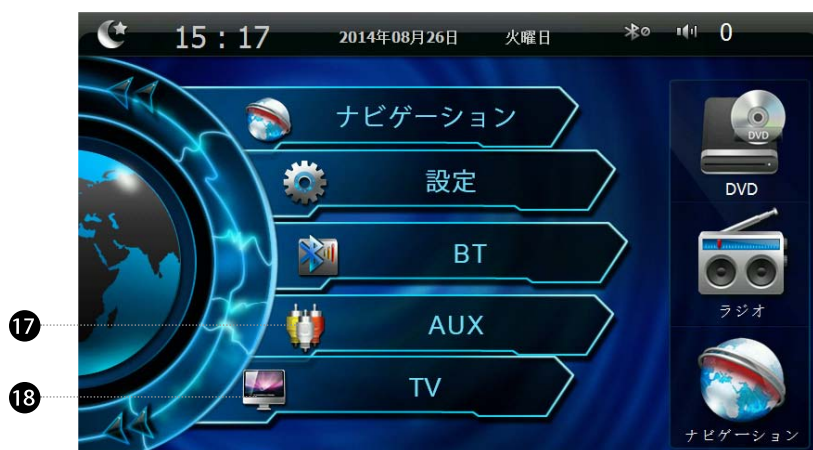 15 : 17 2014年08月26日 火曜日 0
ナビゲーション
設定
BT
AUX
TV
DVD
DVD
ラジオ
ナビゲーション
17
18